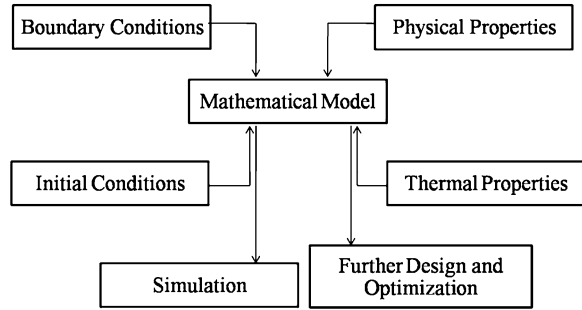 Boundary Conditions
Physical Properties
Mathematical Model
Initial Conditions
Thermal Properties
Simulation
Further Design and
Optimization